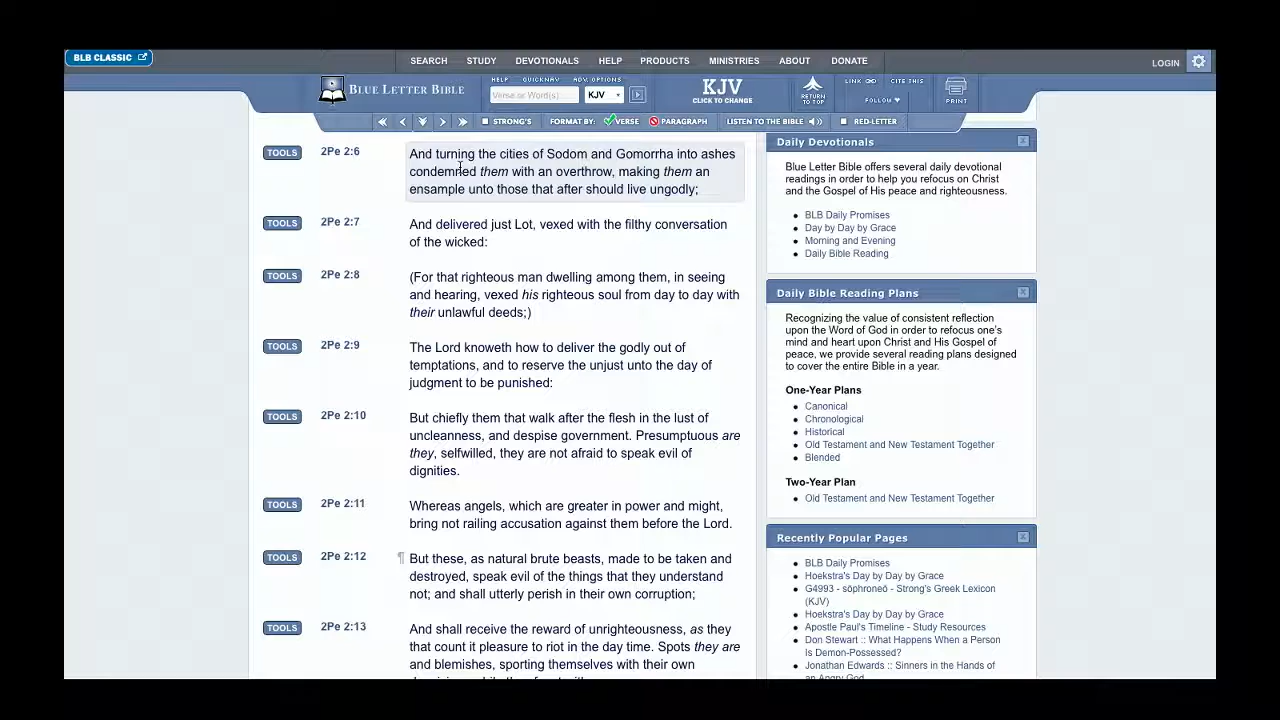 BLB CLASSIC
SEARCH STUDY DEVOTIONALS HELP PRODUCTS MINISTRIES ABOUT DONATE
LOGIN
BLUE LETTER BIBLE
HELP QUICKNAV ADV. OPTIONS
Verse or Word(s) KJV
KJV
CLICK TO CHANGE
RETURN
TO TOP
LINK CITE THIS
FOLLOW
PRINT
STRONG'S FORMAT BY: VERSE PARAGRAPH LISTEN TO THE BIBLE RED-LETTER
TOOLS 2Pe 2:6 And turning the cities of Sodom and Gomorrha into ashes
condemned them with an overthrow, making them an
ensample unto those that after should live ungodly;
TOOLS 2Pe 2:7 And delivered just Lot, vexed with the filthy conversation
of the wicked:
TOOLS 2Pe 2:8 (For that righteous man dwelling among them, in seeing
and hearing, vexed his righteous soul from day to day with
their unlawful deeds;)
TOOLS 2Pe 2:9 The Lord knoweth how to deliver the godly out of
temptations, and to reserve the unjust unto the day of
judgment to be punished:
TOOLS 2Pe 2:10 But chiefly them that walk after the flesh in the lust of
uncleanness, and despise government. Presumptuous are
they, selfwilled, they are not afraid to speak evil of
dignities.
TOOLS 2Pe 2:11 Whereas angels, which are greater in power and might,
bring not railing accusation against them before the Lord.
TOOLS 2Pe 2:12 ¶ But these, as natural brute beasts, made to be taken and
destroyed, speak evil of the things that they understand
not; and shall utterly perish in their own corruption;
TOOLS 2Pe 2:13 And shall receive the reward of unrighteousness, as they
that count it pleasure to riot in the day time. Spots they are
and blemishes, sporting themselves with their own
Daily Devotionals
Blue Letter Bible offers several daily devotional
readings in order to help you refocus on Christ
and the Gospel of His peace and righteousness.
BLB Daily Promises
Day by Day by Grace
Morning and Evening
Daily Bible Reading
Daily Bible Reading Plans
Recognizing the value of consistent reflection
upon the Word of God in order to refocus one's
mind and heart upon Christ and His Gospel of
peace, we provide several reading plans designed
to cover the entire Bible in a year.
One-Year Plans
Canonical
Chronological
Historical
Old Testament and New Testament Together
Blended
Two-Year Plan
Old Testament and New Testament Together
Recently Popular Pages
BLB Daily Promises
Hoekstra's Day by Day by Grace
G4993 - sōphroneō - Strong's Greek Lexicon
(KJV)
Hoekstra's Day by Day by Grace
Apostle Paul's Timeline - Study Resources
Don Stewart :: What Happens When a Person
Is Demon-Possessed?
Jonathan Edwards :: Sinners in the Hands of
an Angry God